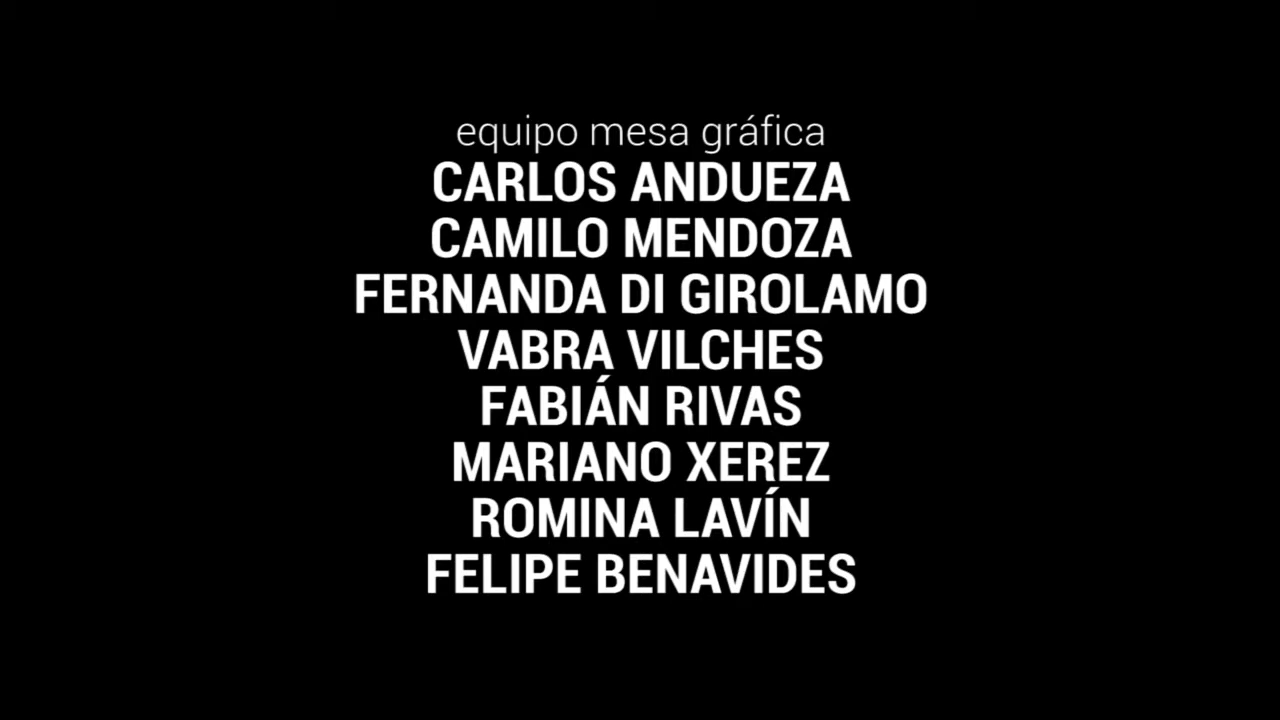 equipo mesa gráfica
CARLOS ANDUEZA
CAMILO MENDOZA
FERNANDA DI GIROLAMO
VABRA VILCHES
FABIÁN RIVAS
MARIANO XEREZ
ROMINA LAVÍN
FELIPE BENAVIDES